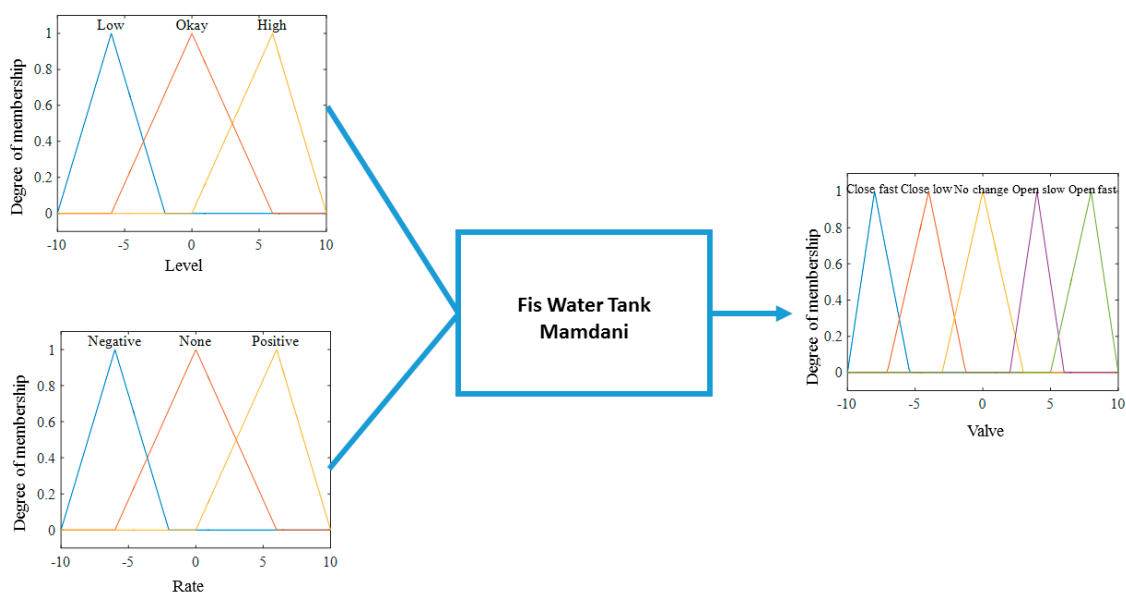 Low Okay High
1
0.8
0.6
0.4
0.2
0
-10 -5 0 5 10
Degree of membership
Level
Negative None Positive
1
0.8
0.6
0.4
0.2
0
-10 -5 0 5 10
Degree of membership
Rate
Fis Water Tank
Mamdani
Close fast Close low No change Open slow Open fast
1
0.8
0.6
0.4
0.2
0
-10 -5 0 5 10
Degree of membership
Valve